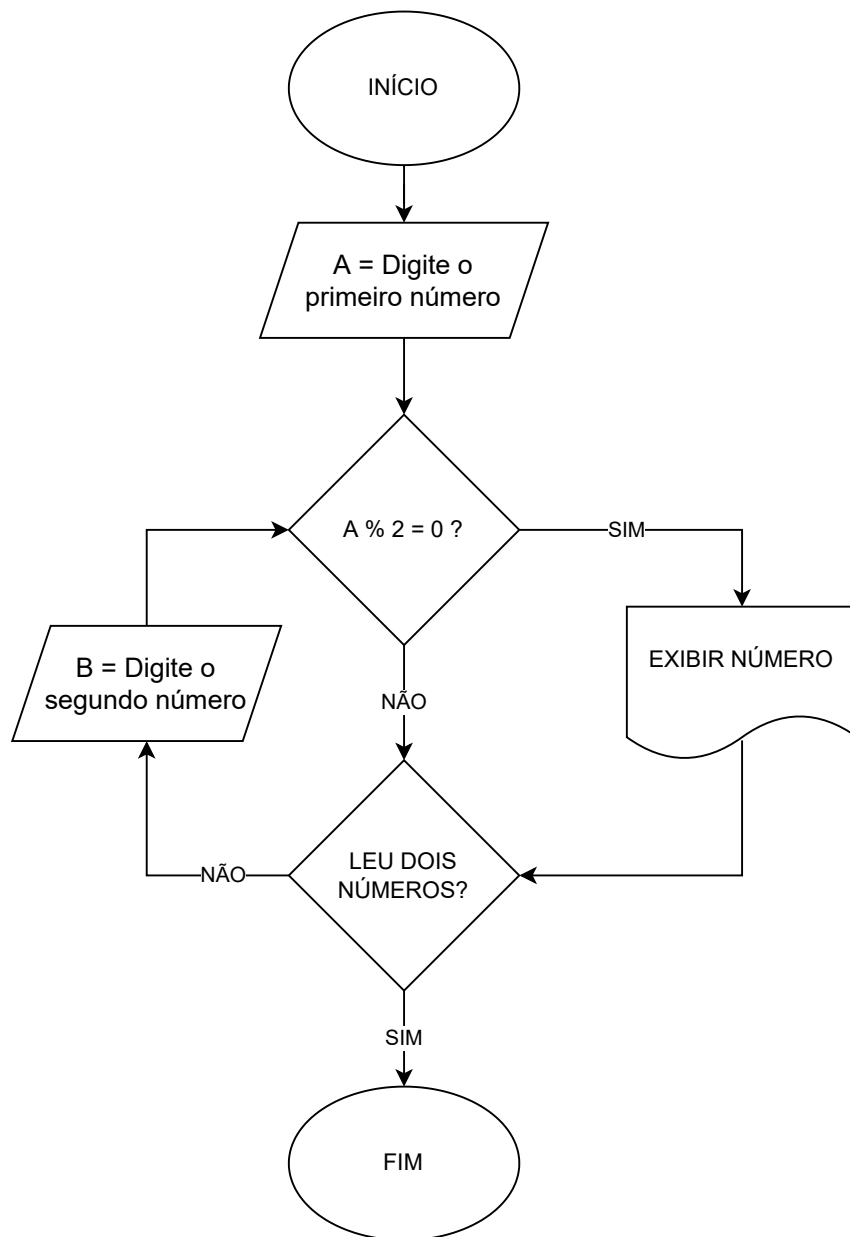 INÍCIO
A = Digite o
primeiro número
A % 2 = 0 ?
SIM
B = Digite o
segundo número
EXIBIR NÚMERO
NÃO
LEU DOIS
NÚMEROS?
NÃO
SIM
FIM